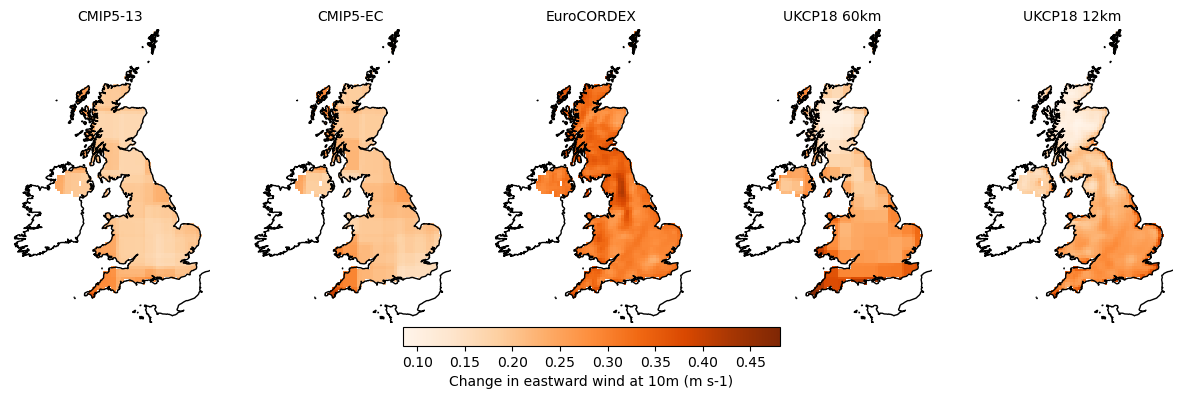 CMIP5-13 CMIP5-EC EuroCORDEX UKCP18 60km UKCP18 12km
0.10 0.15 0.20 0.25 0.30 0.35 0.40 0.45
Change in eastward wind at 10m (m s-1)